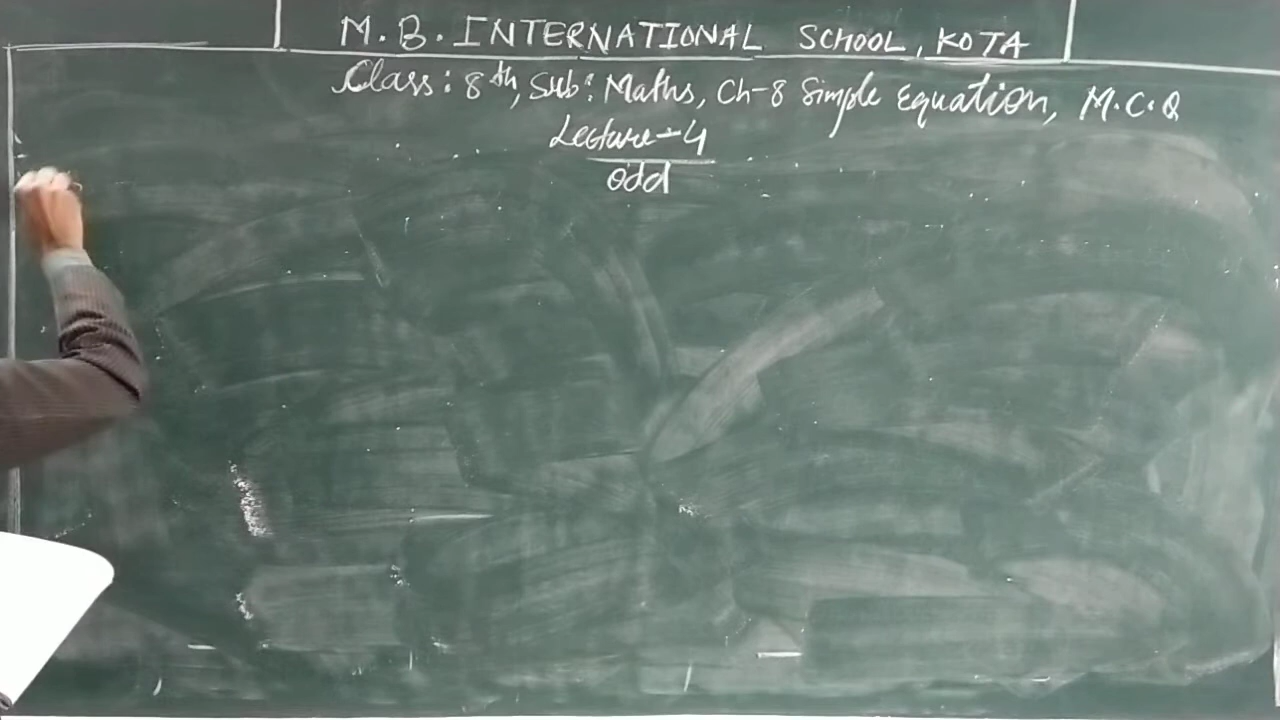 M.B. INTERNATIONAL SCHOOL, KOTA
Class: 8th, Sub: Maths, Ch-8 Simple Equation, M.C.Q
Lecture-4
Odd